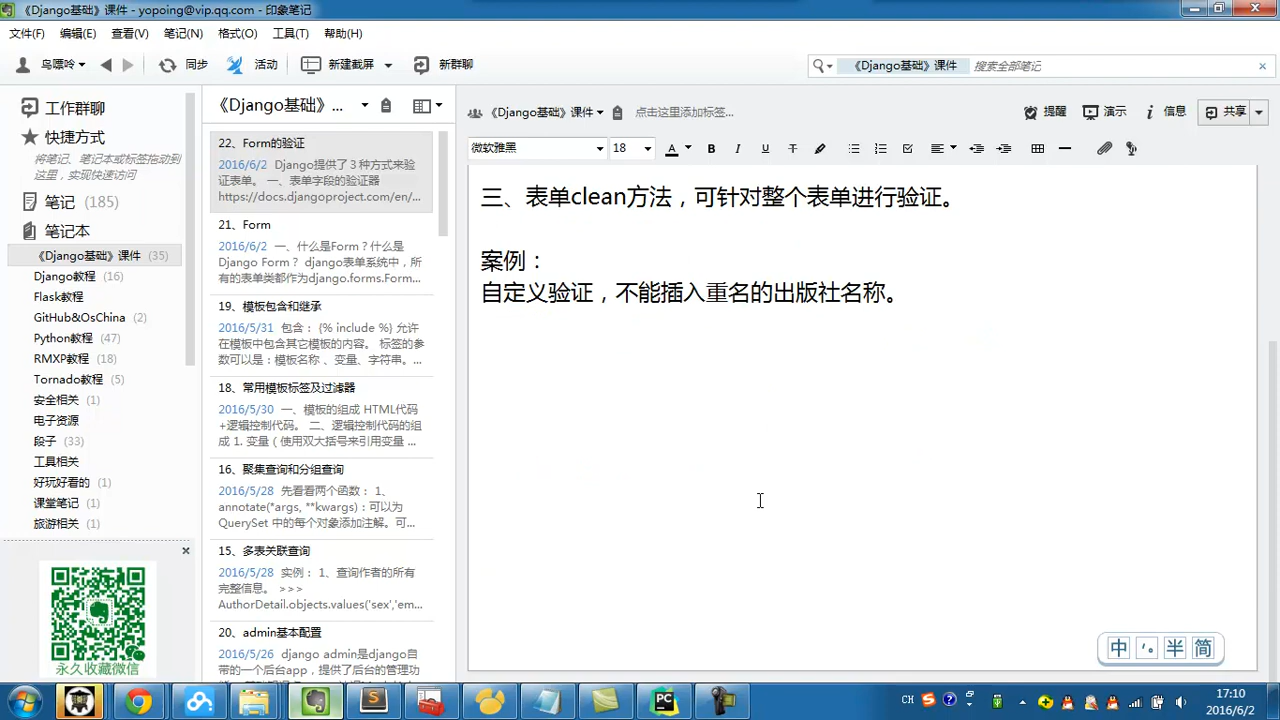 《Django基础》课件 - yopoing@vip.qq.com - 印象笔记
文件(F) 编辑(E) 查看(V) 笔记(N) 格式(O) 工具(T) 帮助(H)
鸟嘌呤 同步 活动 新建截屏 新群聊 《Django基础》课件 搜索全部笔记
工作群聊
快捷方式
将笔记、笔记本或标签拖动到
这里，实现快速访问
笔记 (185)
笔记本
《Django基础》课件 (35)
Django教程 (16)
Flask教程
GitHub&OsChina (2)
Python教程 (47)
RMXP教程 (18)
Tornado教程 (5)
安全相关 (1)
电子资源
段子 (33)
工具相关
好玩好看的 (1)
课堂笔记 (1)
旅游相关 (1)
永久收藏微信
《Django基础》...
22、Form的验证
2016/6/2 Django提供了３种方式来验
证表单。 一、表单字段的验证器
https://docs.djangoproject.com/en/...
21、Form
2016/6/2 一、什么是Form？什么是
Django Form？ django表单系统中，所
有的表单类都作为django.forms.Form...
19、模板包含和继承
2016/5/31 包含： {% include %} 允许
在模板中包含其它模板的内容。 标签的参
数可以是：模板名称 、变量、字符串。...
18、常用模板标签及过滤器
2016/5/30 一、模板的组成 HTML代码
+逻辑控制代码。 二、逻辑控制代码的组
成 1. 变量（使用双大括号来引用变量 ...
16、聚集查询和分组查询
2016/5/28 先看看两个函数： 1、
annotate(*args, **kwargs)：可以为
QuerySet 中的每个对象添加注解。可...
15、多表关联查询
2016/5/28 实例： 1、查询作者的所有
完整信息。 >>>
AuthorDetail.objects.values('sex','em...
20、admin基本配置
2016/5/26 django admin是django自
带的一个后台app，提供了后台的管理功
《Django基础》课件 点击这里添加标签... 提醒 演示 信息 共享
微软雅黑 18 A B I U T
三、表单clean方法，可针对整个表单进行验证。
案例：
自定义验证，不能插入重名的出版社名称。
中 半 简
CH 17:10
2016/6/2